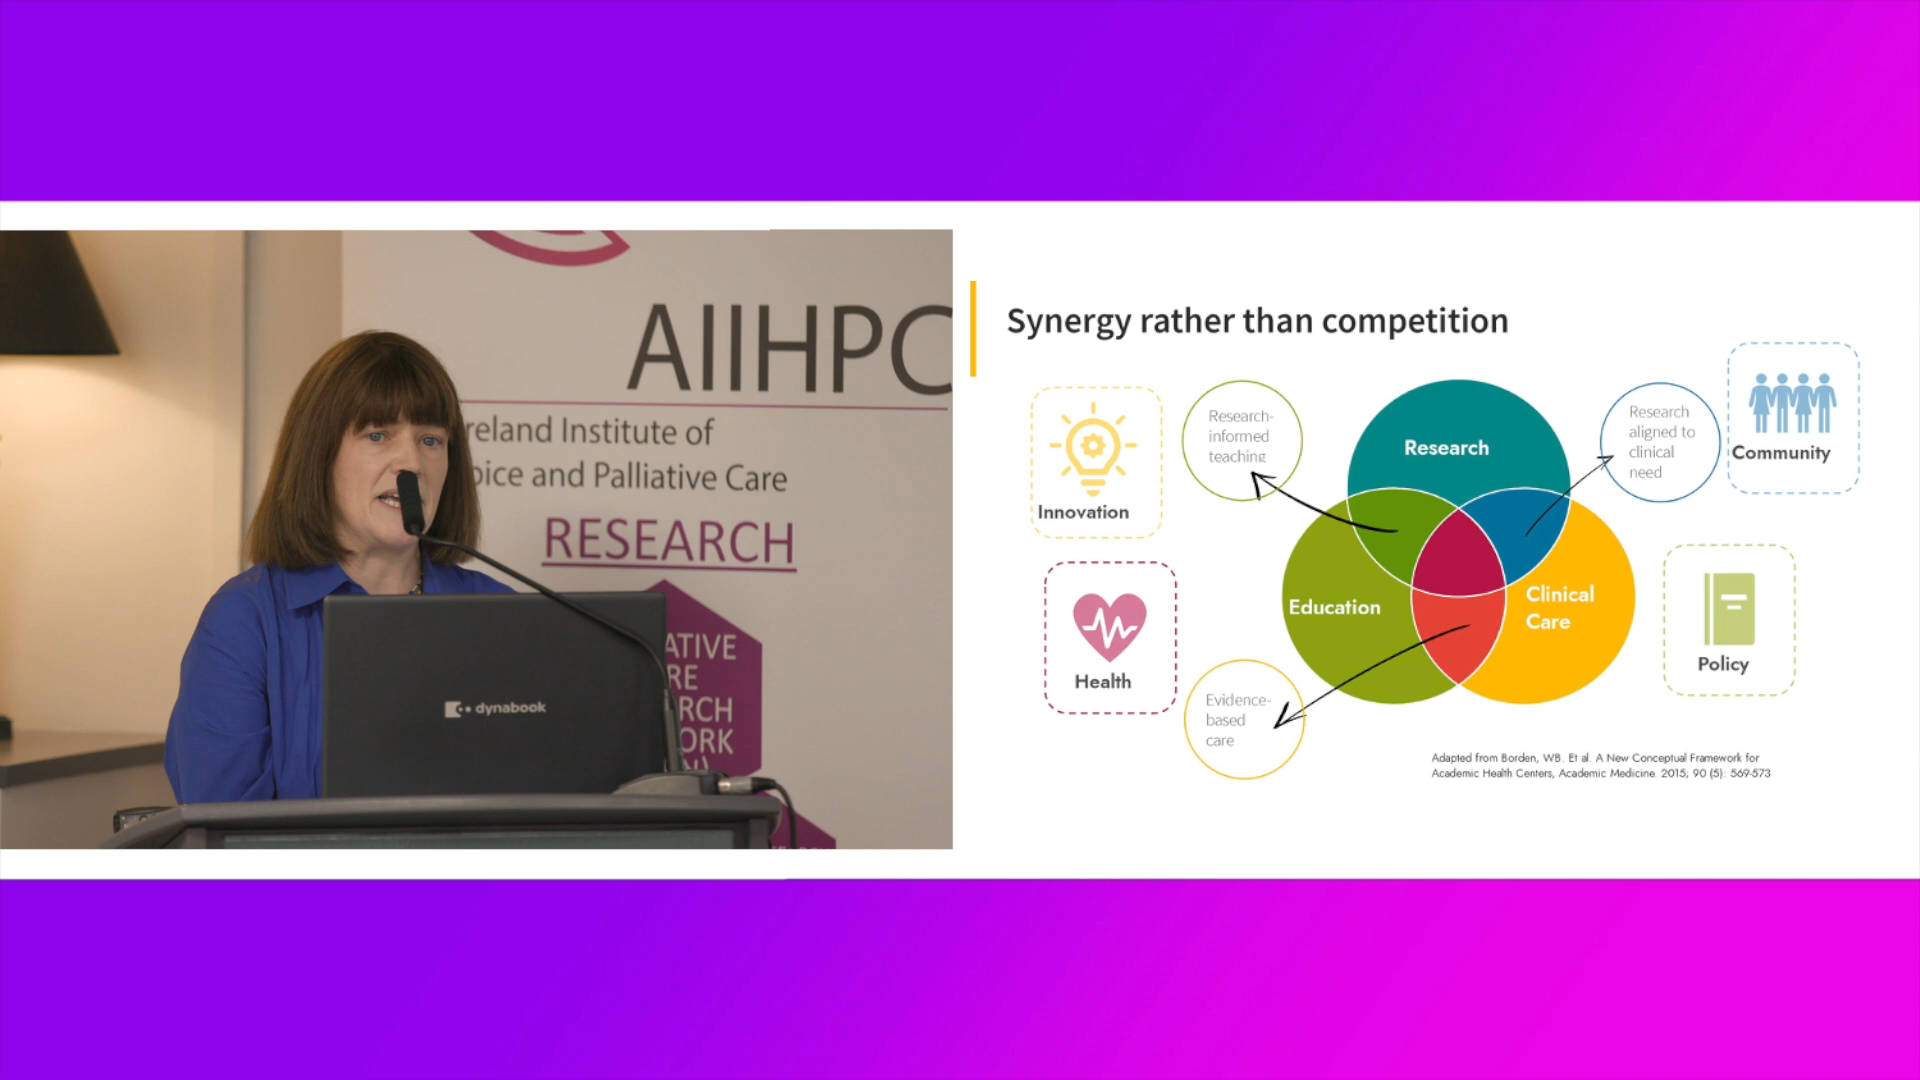 AIIHPC
reland Institute of
pice and Palliative Care
RESEARCH
ATIVE
RE
RCH
ORK
dynabook
Synergy rather than competition
Innovation
Research-
informed
teaching
Research
Research
aligned to
clinical
need
Community
Education
Clinical
Care
Health
Policy
Evidence-
based
care
Adapted from Borden, WB. Et al. A New Conceptual Framework for
Academic Health Centers, Academic Medicine. 2015; 90 (5): 569-573